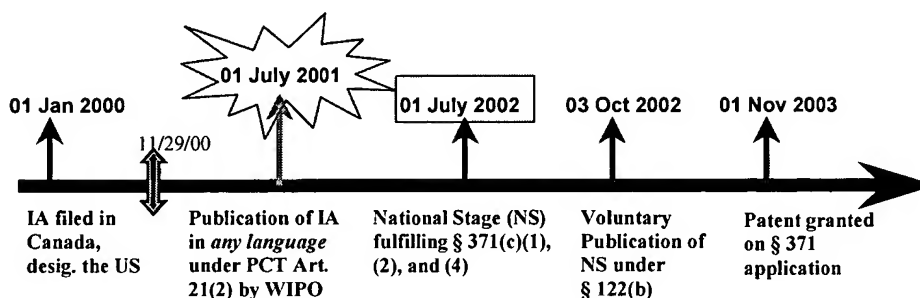 01 July 2001
01 Jan 2000
01 July 2002
03 Oct 2002
01 Nov 2003
11/29/00
IA filed in
Canada,
desig. the US
Publication of IA
in any language
under PCT Art.
21(2) by WIPO
National Stage (NS)
fulfilling § 371(c)(1),
(2), and (4)
Voluntary
Publication of
NS under
§ 122(b)
Patent granted
on § 371
application